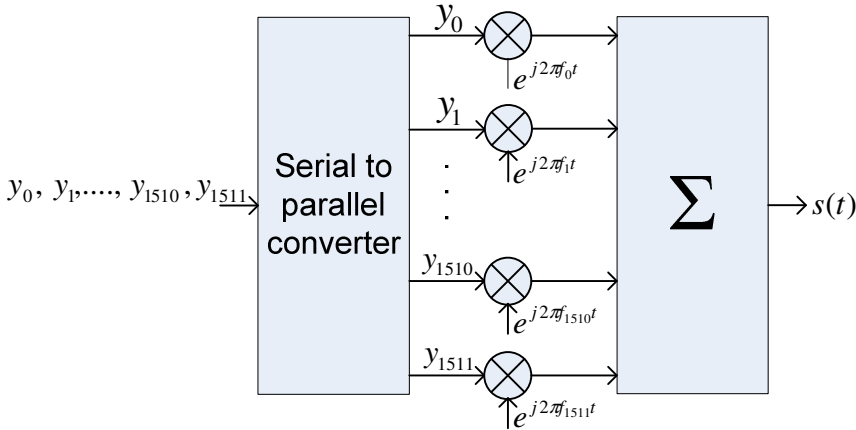 y₀
e^{j2πf₀t}
y₁
e^{j2πf₁t}
y₀, y₁,...., y₁₅₁₀, y₁₅₁₁
Serial to
parallel
converter
. . .
Σ
s(t)
y₁₅₁₀
e^{j2πf₁₅₁₀t}
y₁₅₁₁
e^{j2πf₁₅₁₁t}